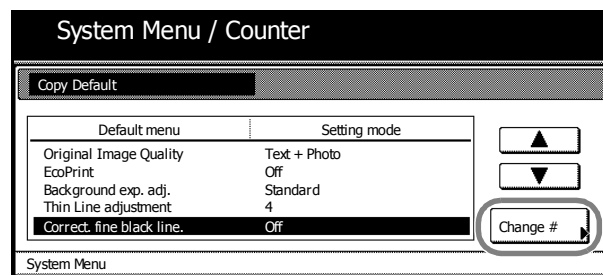 System Menu / Counter
Copy Default
Default menu Setting mode
Original Image Quality Text + Photo
EcoPrint Off
Background exp. adj. Standard
Thin Line adjustment 4
Correct. fine black line. Off
Change #
System Menu